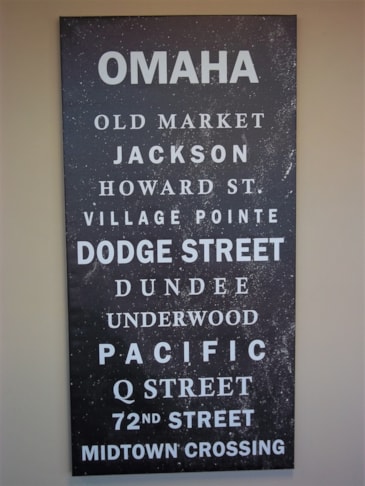 OMAHA
OLD MARKET
JACKSON
HOWARD ST.
VILLAGE POINTE
DODGE STREET
DUNDEE
UNDERWOOD
PACIFIC
Q STREET
72ND STREET
MIDTOWN CROSSING